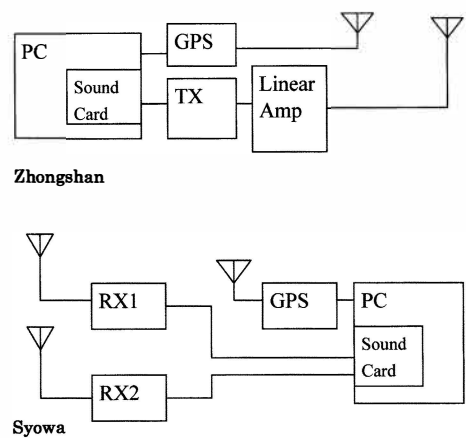 PC
GPS
Sound
Card
TX
Linear
Amp
Zhongshan
RX1
GPS
PC
Sound
Card
RX2
Syowa